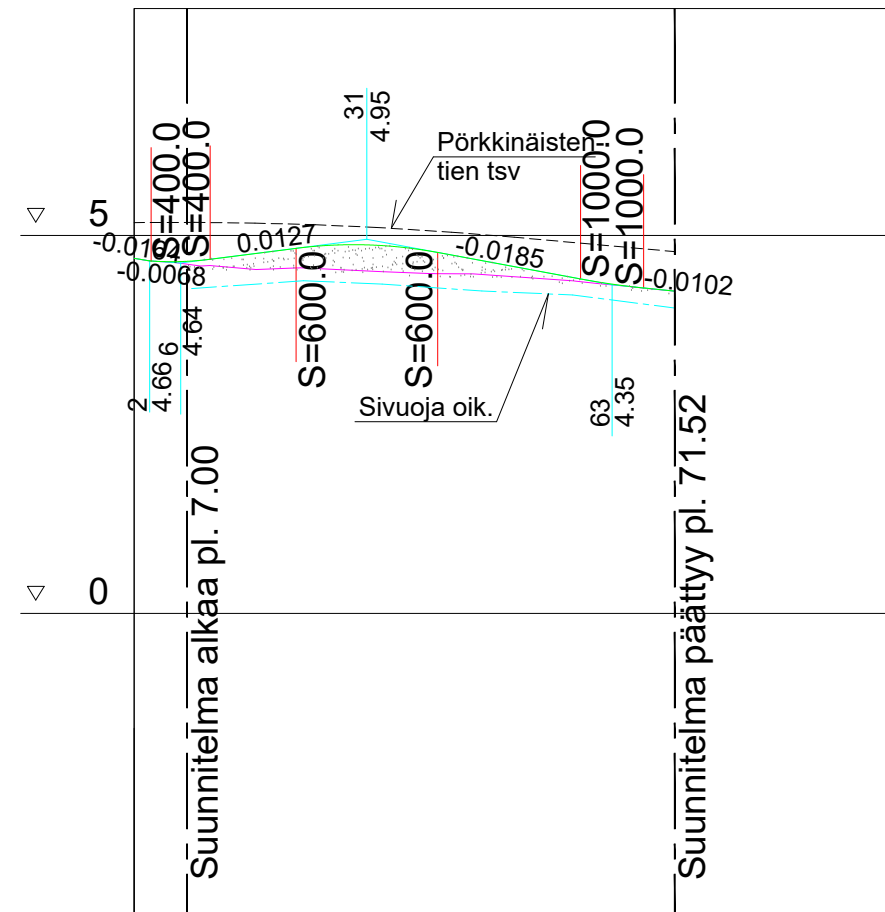 31
4.95
Pörkkinäisten-
tien tsv
S=400.0
S=400.0
S=1000.0
S=1000.0
5
-0.0162
0.0127
-0.0185
-0.0068
-0.0102
S=600.0
S=600.0
2
4.66
6
4.64
Sivuoja oik.
63
4.35
0
Suunnitelma alkaa pl. 7.00
Suunnitelma päättyy pl. 71.52